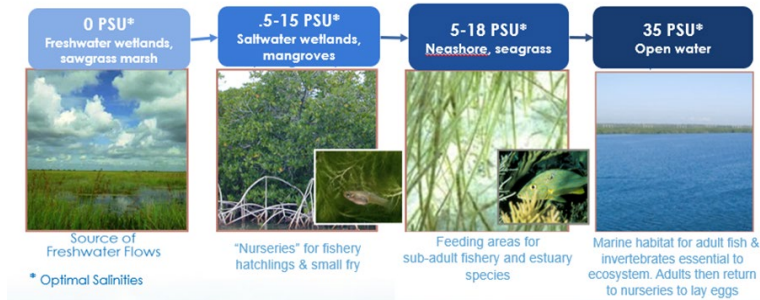 0 PSU*
Freshwater wetlands,
sawgrass marsh
.5-15 PSU*
Saltwater wetlands,
mangroves
5-18 PSU*
Neashore, seagrass
35 PSU*
Open water
Source of
Freshwater Flows
"Nurseries" for fishery
hatchlings & small fry
Feeding areas for
sub-adult fishery and estuary
species
Marine habitat for adult fish &
invertebrates essential to
ecosystem. Adults then return
to nurseries to lay eggs
* Optimal Salinities